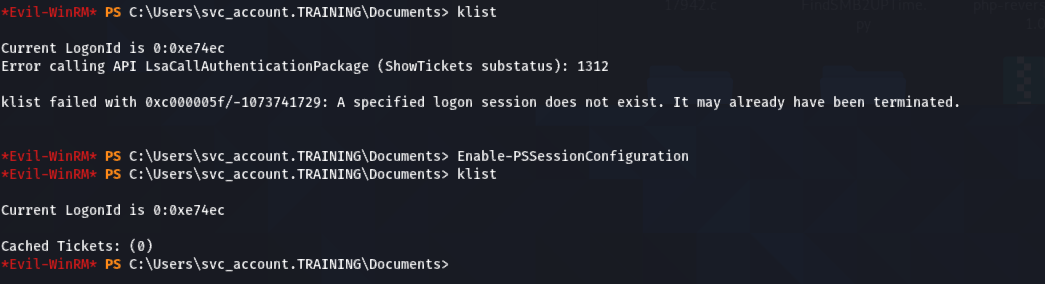 17942.c FindSMB2UPTime.
py
*Evil-WinRM* PS C:\Users\svc_account.TRAINING\Documents> klist
Current LogonId is 0:0xe74ec
Error calling API LsaCallAuthenticationPackage (ShowTickets substatus): 1312
klist failed with 0xc000005f/-1073741729: A specified logon session does not exist. It may already have been terminated.
*Evil-WinRM* PS C:\Users\svc_account.TRAINING\Documents> Enable-PSSessionConfiguration
*Evil-WinRM* PS C:\Users\svc_account.TRAINING\Documents> klist
Current LogonId is 0:0xe74ec
Cached Tickets: (0)
*Evil-WinRM* PS C:\Users\svc_account.TRAINING\Documents>